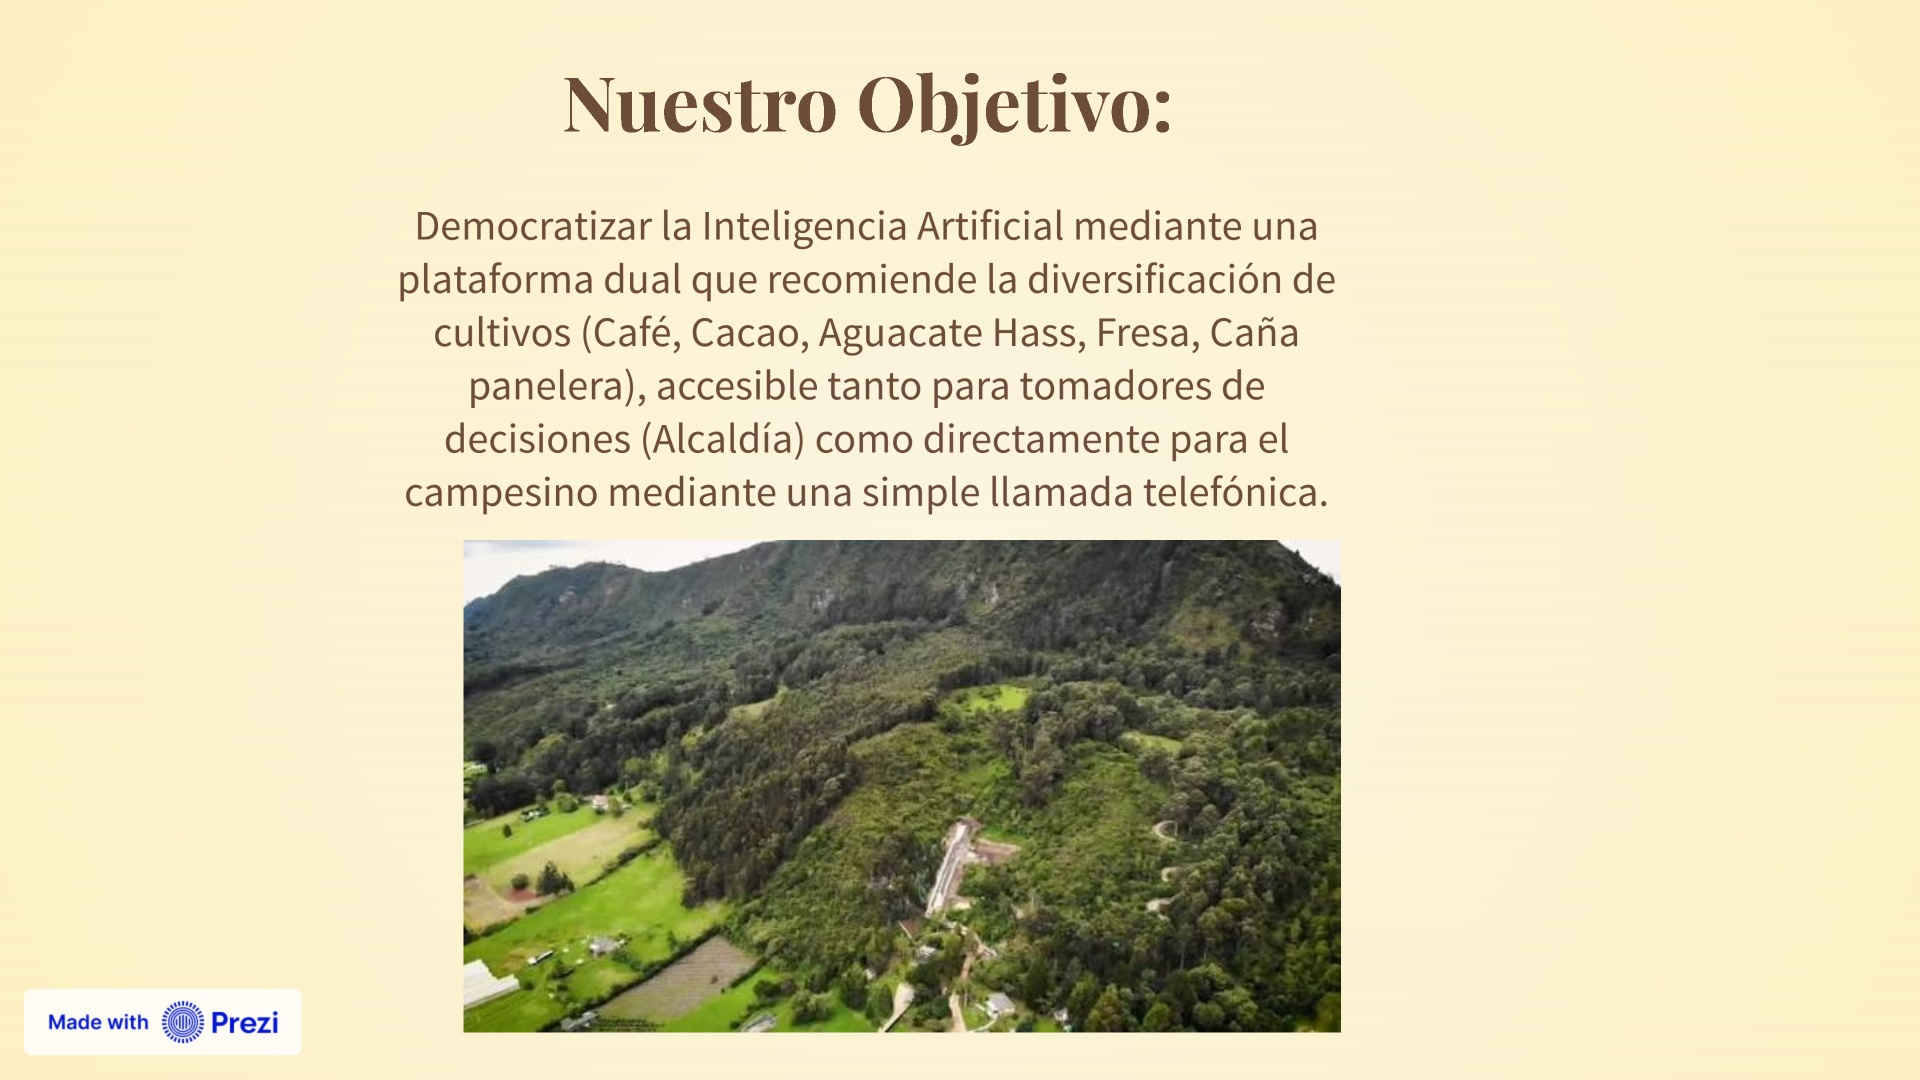 Nuestro Objetivo:
Democratizar la Inteligencia Artificial mediante una
plataforma dual que recomiende la diversificación de
cultivos (Café, Cacao, Aguacate Hass, Fresa, Caña
panelera), accesible tanto para tomadores de
decisiones (Alcaldía) como directamente para el
campesino mediante una simple llamada telefónica.
Made with Prezi